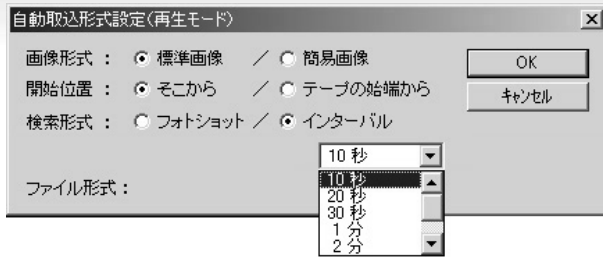 自動取込形式設定(再生モード)
画像形式： 標準画像 ／ 簡易画像
OK
開始位置： そこから ／ テープの始端から
キャンセル
検索形式： フォトショット ／ インターバル
10 秒
ファイル形式：
10 秒
20 秒
30 秒
1 分
2 分